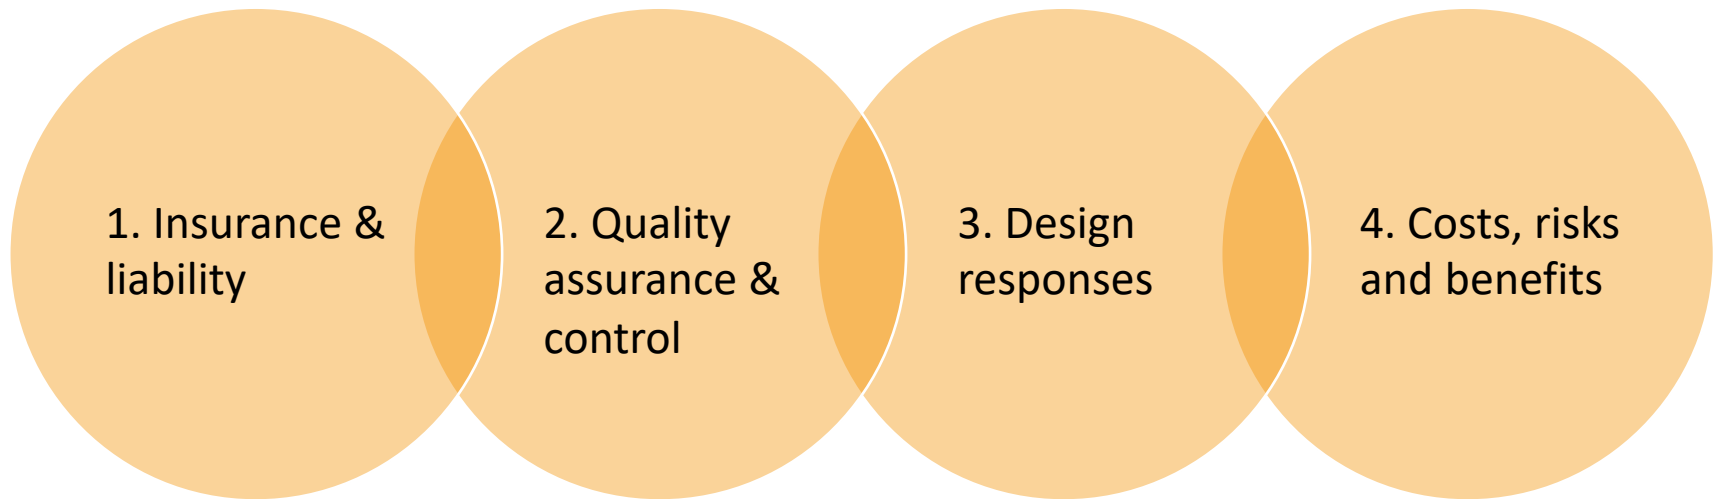 1. Insurance &
liability
2. Quality
assurance &
control
3. Design
responses
4. Costs, risks
and benefits